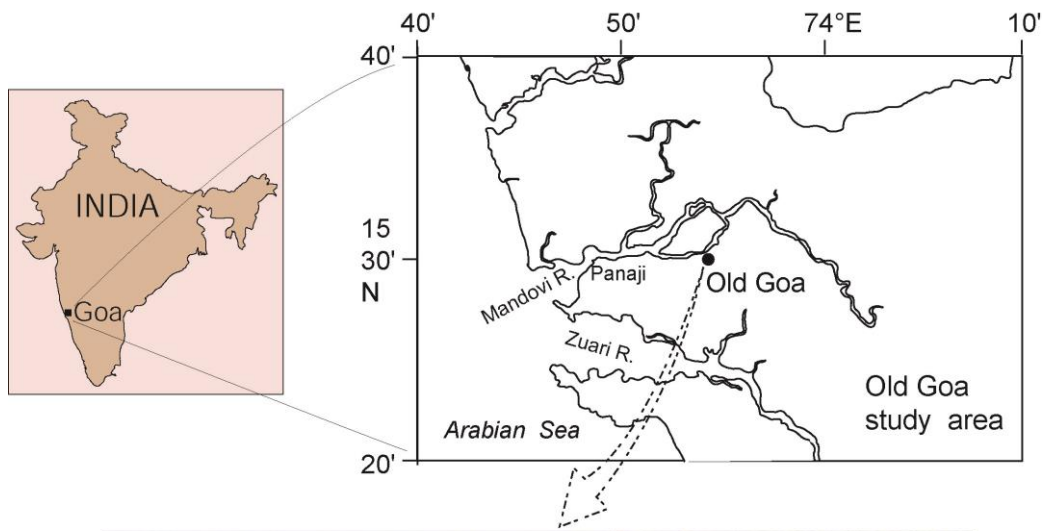 40'
50'
74°E
10'
40'
INDIA
Goa
15
30'
N
Mandovi R.
Panaji
Old Goa
Zuari R.
Arabian Sea
Old Goa
study area
20'